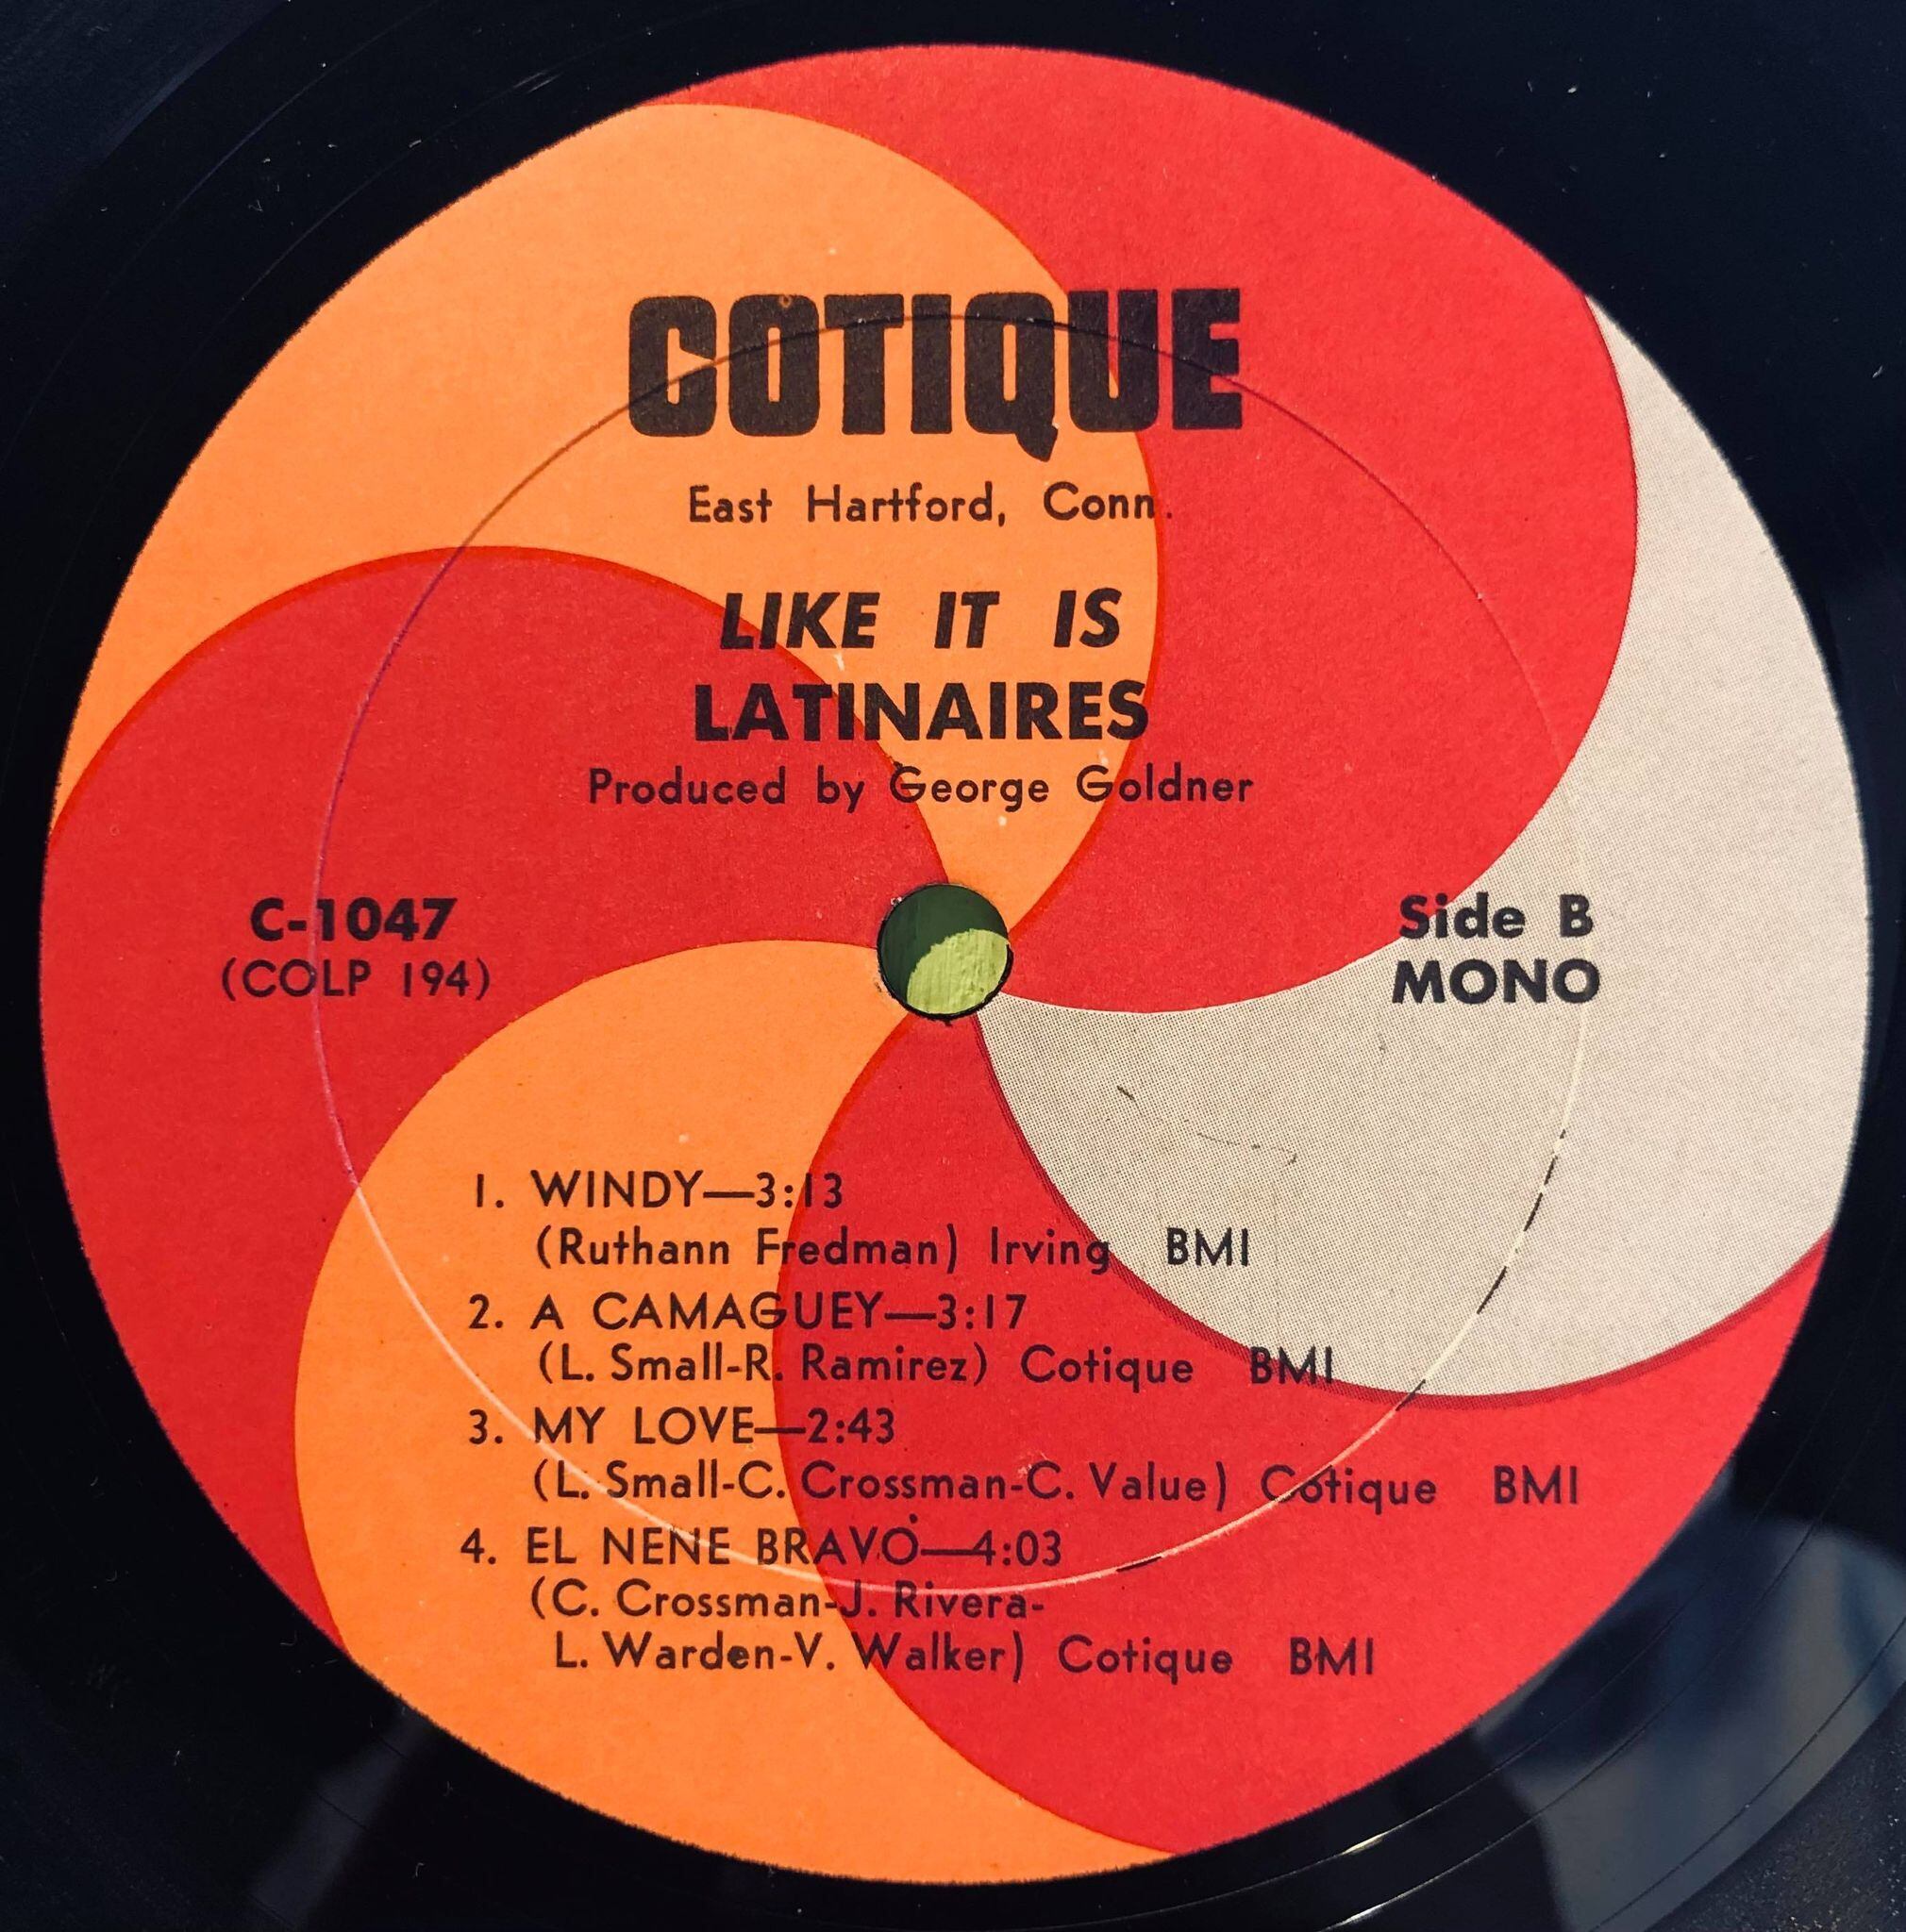 COTIQUE
East Hartford, Conn.
LIKE IT IS
LATINAIRES
Produced by George Goldner
C-1047
(COLP 194)
Side B
MONO
1. WINDY—3:13
(Ruthann Fredman) Irving BMI
2. A CAMAGUEY—3:17
(L. Small-R. Ramirez) Cotique BMI
3. MY LOVE—2:43
(L. Small-C. Crossman-C. Value) Cotique BMI
4. EL NENE BRAVO—4:03
(C. Crossman-J. Rivera-
L. Warden-V. Walker) Cotique BMI